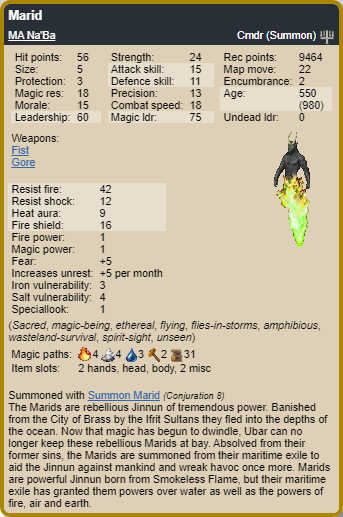 Marid
MA Na'Ba Cmdr (Summon)
Hit points: 56 Strength: 24 Rec points: 9464
Size: 5 Attack skill: 15 Map move: 22
Protection: 3 Defence skill: 11 Encumbrance: 2
Magic res: 18 Precision: 13 Age: 550
Morale: 15 Combat speed: 18 (980)
Leadership: 60 Magic ldr: 75 Undead ldr: 0
Weapons:
Fist
Gore
Resist fire: 42
Resist shock: 12
Heat aura: 9
Fire shield: 16
Fire power: 1
Magic power: 1
Fear: +5
Increases unrest: +5 per month
Iron vulnerability: 3
Salt vulnerability: 4
Speciallook: 1
(Sacred, magic-being, ethereal, flying, flies-in-storms, amphibious,
wasteland-survival, spirit-sight, unseen)
Magic paths: 4 4 3 2 31
Item slots: 2 hands, head, body, 2 misc
Summoned with Summon Marid (Conjuration 8)
The Marids are rebellious Jinnun of tremendous power. Banished
from the City of Brass by the Ifrit Sultans they fled into the depths of
the ocean. Now that magic has begun to dwindle, Ubar can no
longer keep these rebellious Marids at bay. Absolved from their
former sins, the Marids are summoned from their maritime exile to
aid the Jinnun against mankind and wreak havoc once more. Marids
are powerful Jinnun born from Smokeless Flame, but their maritime
exile has granted them powers over water as well as the powers of
fire, air and earth.